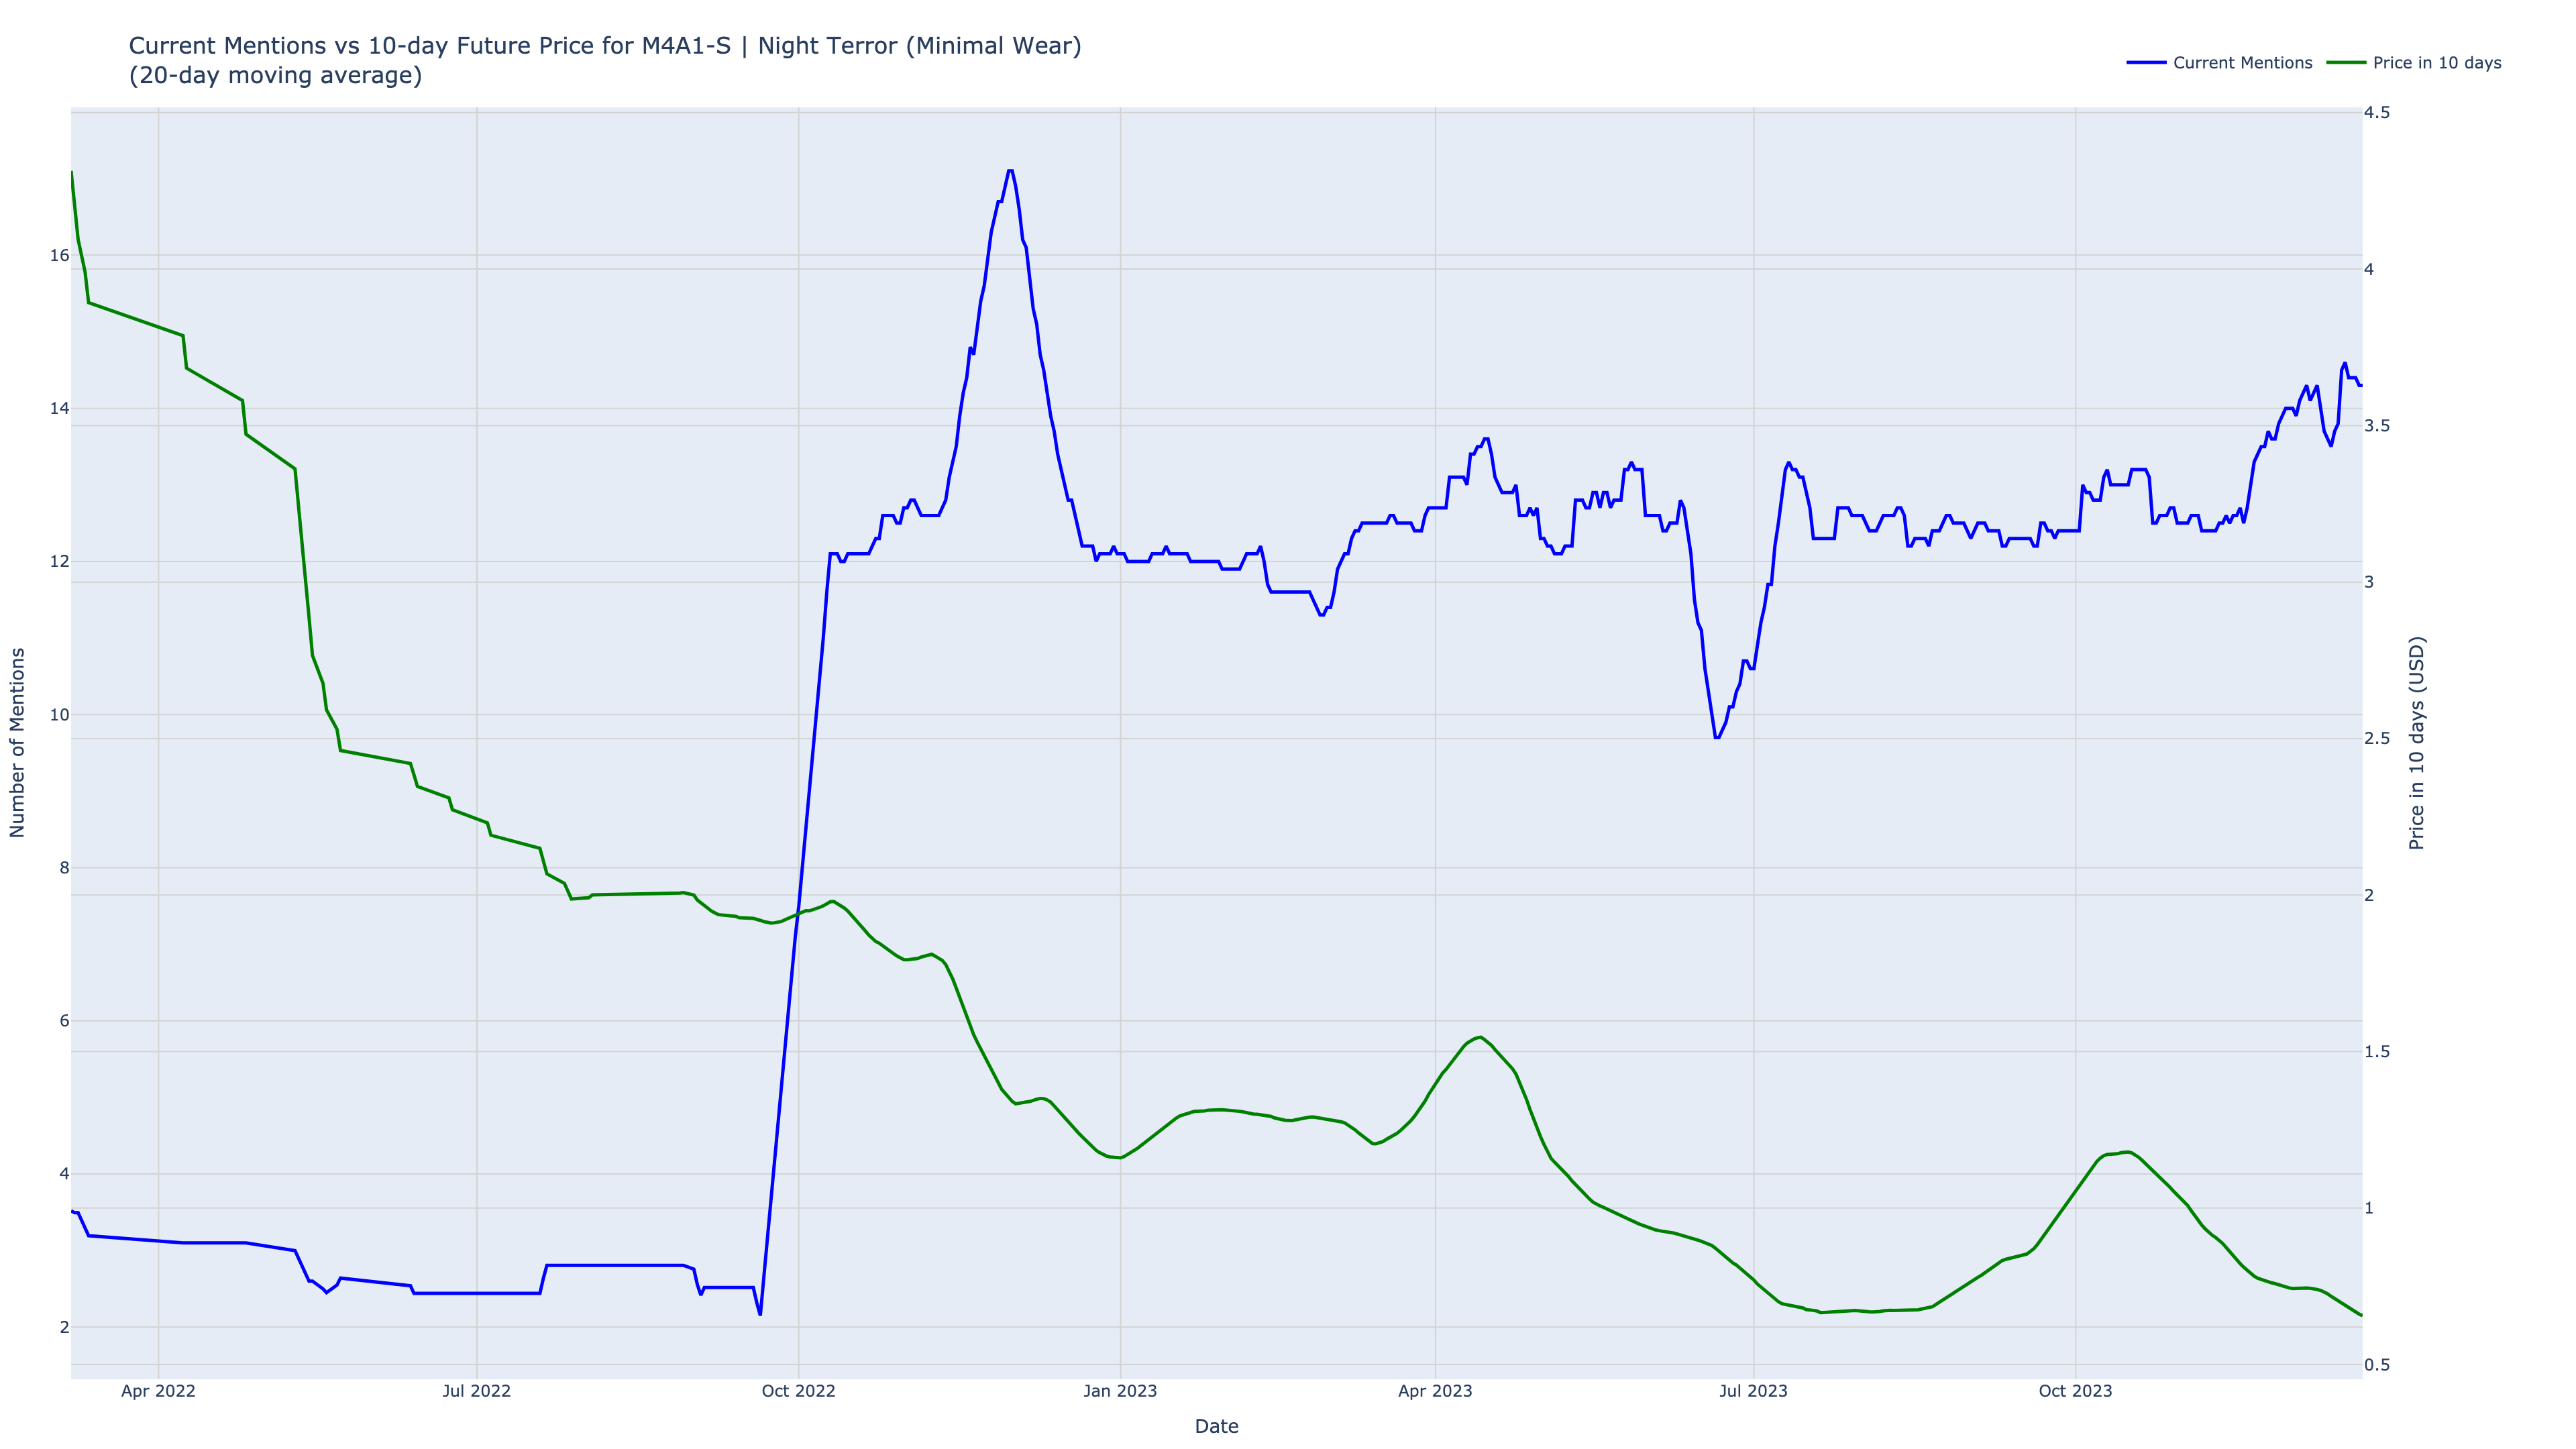 Current Mentions vs 10-day Future Price for M4A1-S | Night Terror (Minimal Wear)
(20-day moving average)
Current Mentions
Price in 10 days
Number of Mentions
16
14
12
10
8
6
4
2
4.5
4
3.5
3
2.5
2
1.5
1
0.5
Price in 10 days (USD)
Apr 2022
Jul 2022
Oct 2022
Jan 2023
Apr 2023
Jul 2023
Oct 2023
Date